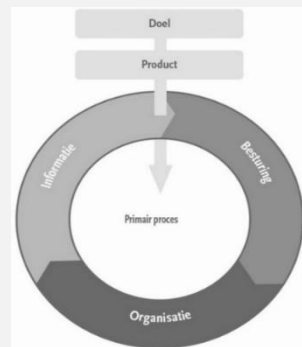 Doel
Product
Informatie
Besturing
Primair proces
Organisatie